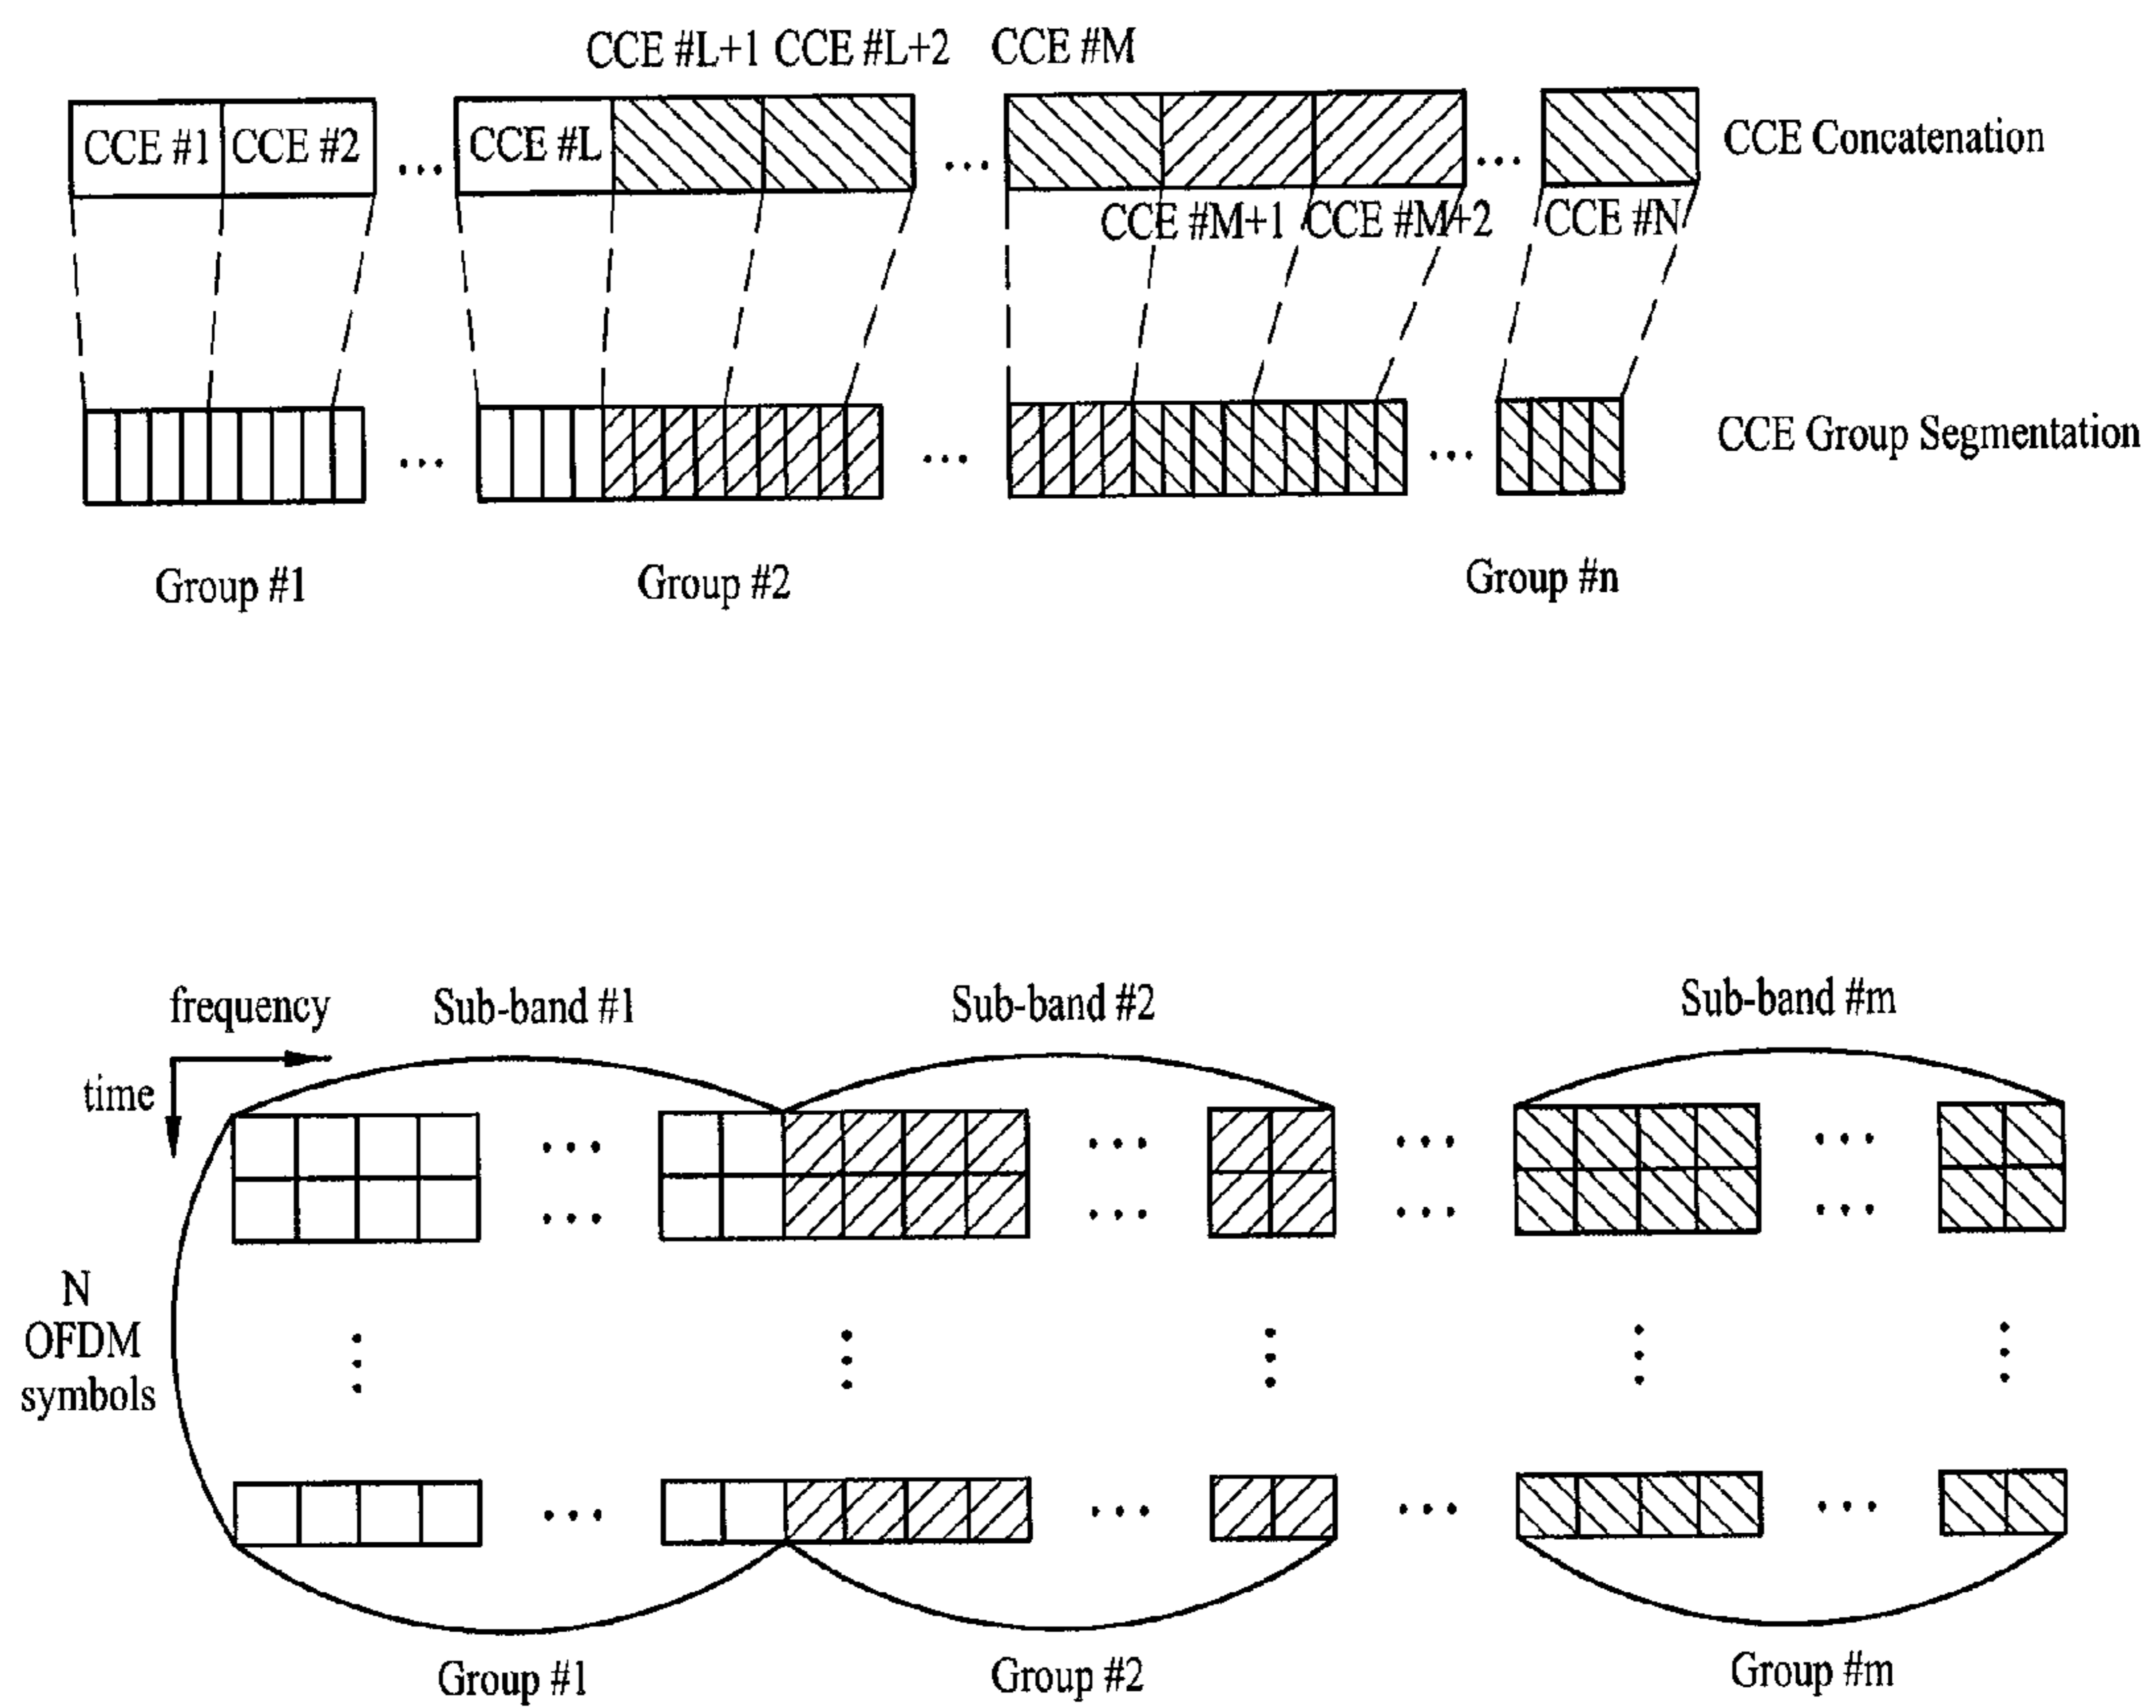 CCE #L+1 CCE #L+2 CCE #M
CCE #1 CCE #2 ... CCE #L ... ... CCE Concatenation
CCE #M+1 CCE #M+2 CCE #N
... ... ... CCE Group Segmentation
Group #1 Group #2 Group #n
frequency Sub-band #1 Sub-band #2 Sub-band #m
time
N
OFDM
symbols
Group #1 Group #2 Group #m